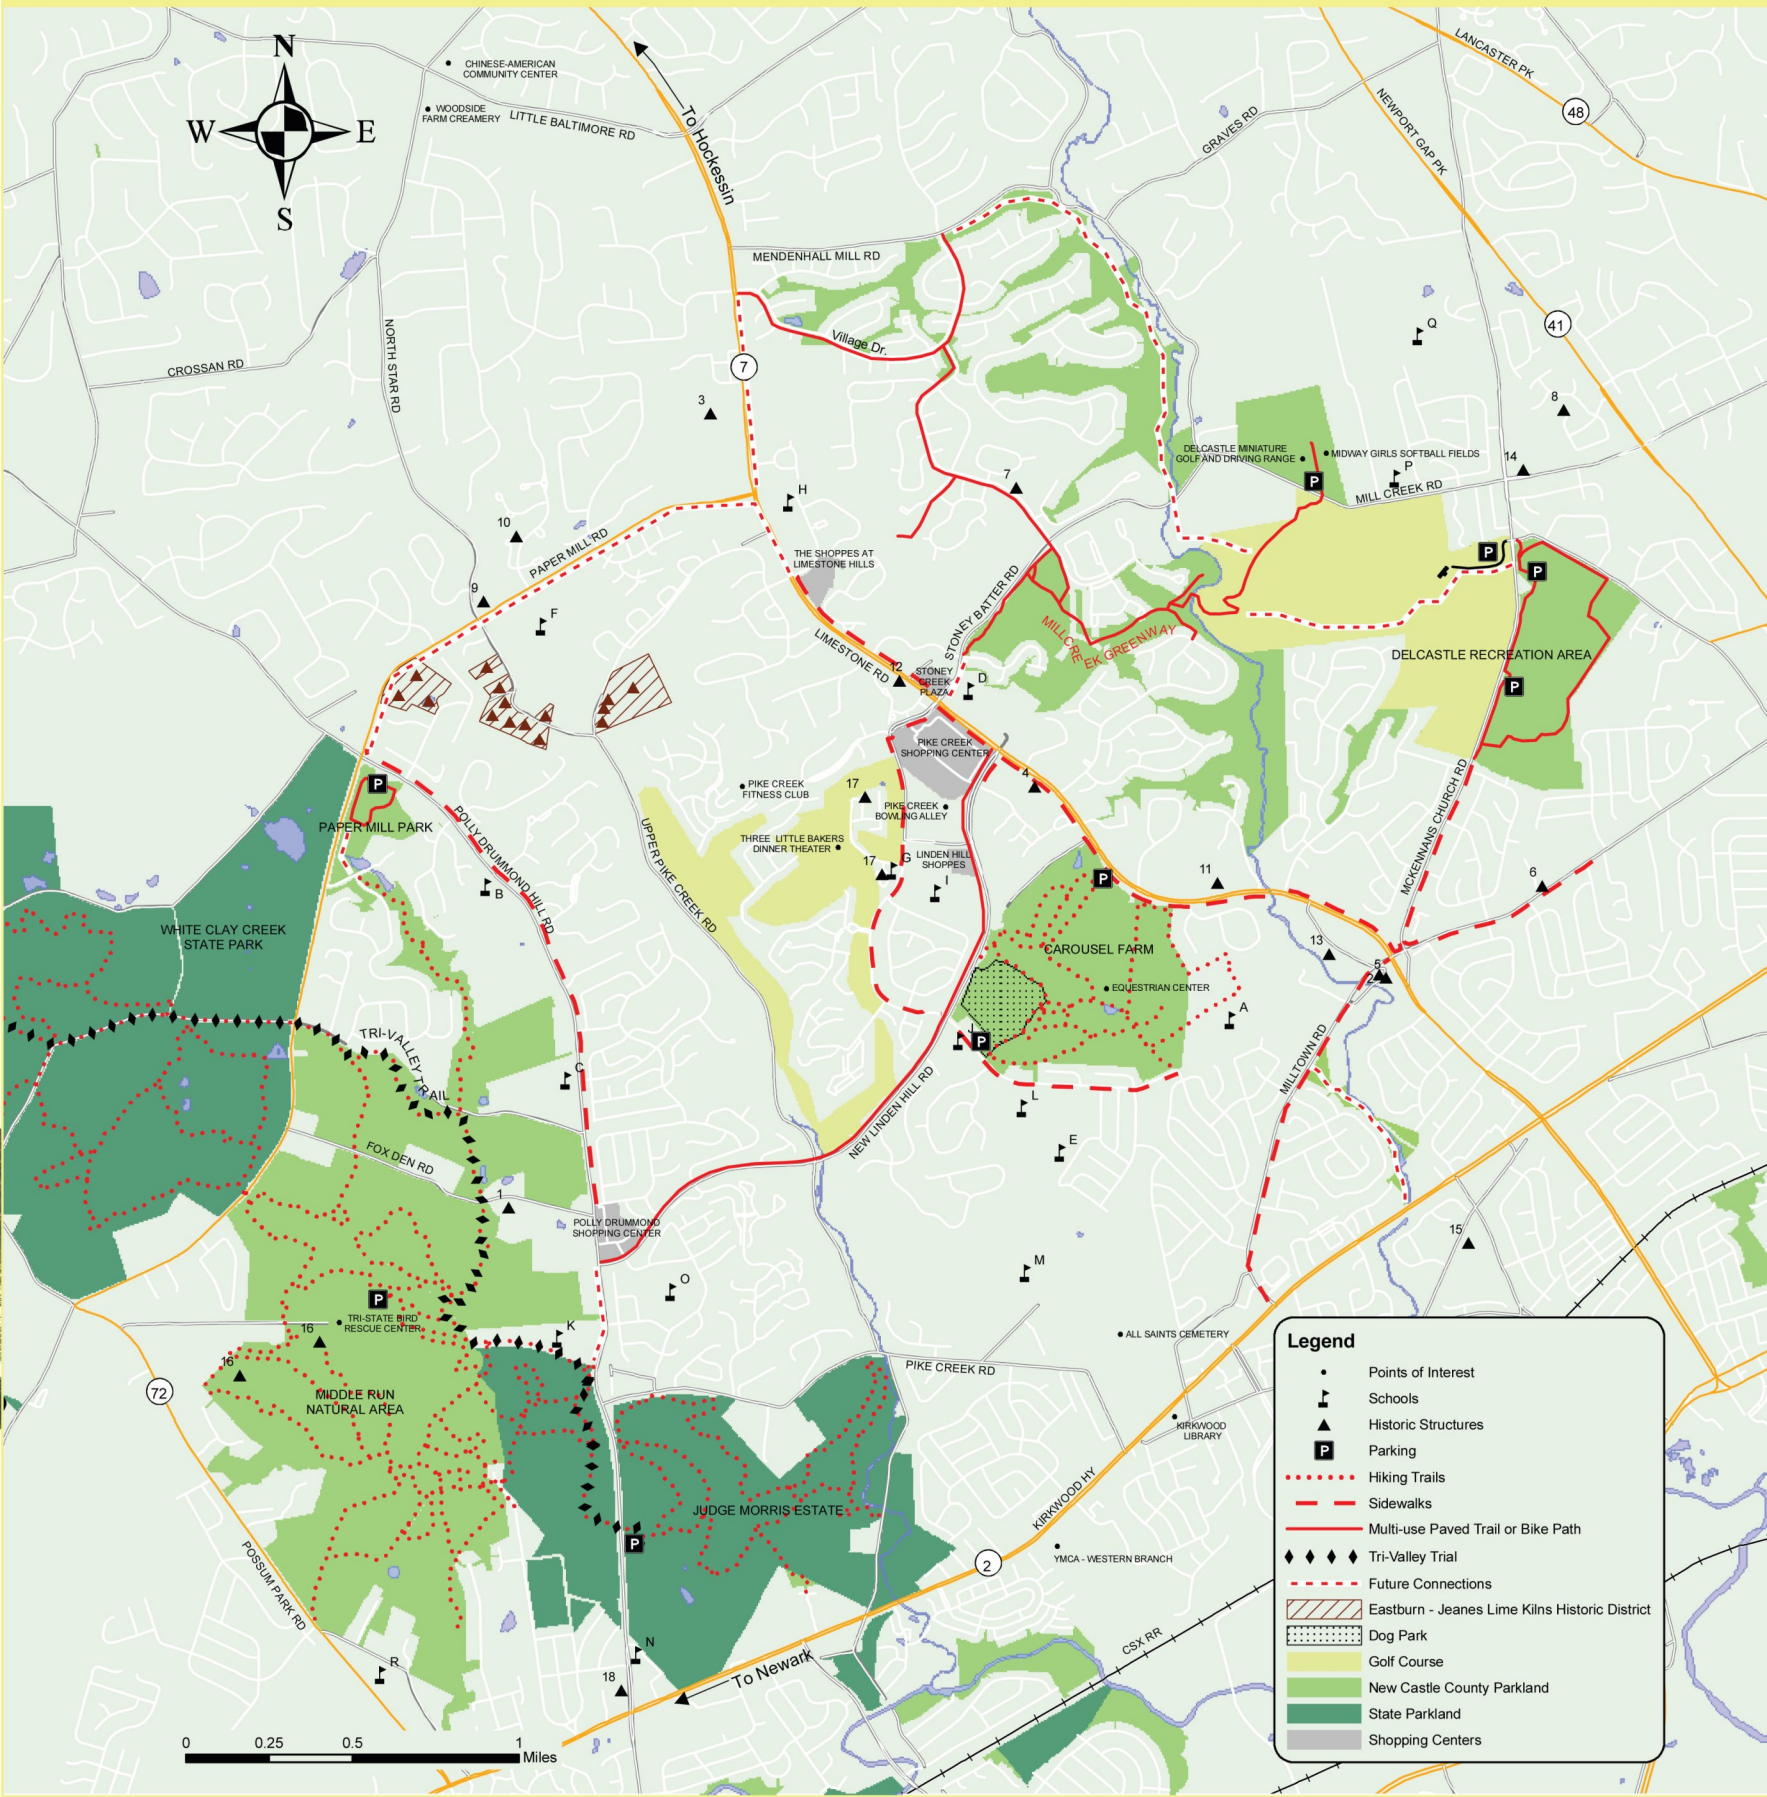 N
W
E
S
CHINESE-AMERICAN
COMMUNITY CENTER
WOODSIDE
FARM CREAMERY
LITTLE BALTIMORE RD
To Hockessin
LANCASTER PK
48
NEWPORT GAP PK
GRAVES RD
MENDENHALL MILL RD
Village Dr.
NORTH STAR RD
CROSSAN RD
7
41
Q
3
8
DELCASTLE MINIATURE
GOLF AND DRIVING RANGE
MIDWAY GIRLS SOFTBALL FIELDS
P
14
P
MILL CREEK RD
7
H
10
PAPER MILL RD
THE SHOPPES AT
LIMESTONE HILLS
P
P
9
F
STONEY BATTER RD
MILLCREEK GREENWAY
LIMESTONE RD
12
STONEY
CREEK
PLAZA
D
DELCASTLE RECREATION AREA
P
PIKE CREEK
SHOPPING CENTER
4
P
PIKE CREEK
FITNESS CLUB
17
PIKE CREEK
BOWLING ALLEY
PAPER MILL PARK
POLLY DRUMMOND HILL RD
UPPER PIKE CREEK RD
THREE LITTLE BAKERS
DINNER THEATER
17
G
LINDEN HILL
SHOPPES
I
B
P
11
MCKENNANS CHURCH RD
6
WHITE CLAY CREEK
STATE PARK
CAROUSEL FARM
13
5
2
EQUESTRIAN CENTER
A
J
P
TRI-VALLEY TRAIL
C
MILLTOWN RD
NEW LINDEN HILL RD
L
E
FOX DEN RD
1
POLLY DRUMMOND
SHOPPING CENTER
15
M
O
P
TRI-STATE BIRD
RESCUE CENTER
16
K
16
ALL SAINTS CEMETERY
PIKE CREEK RD
72
MIDDLE RUN
NATURAL AREA
KIRKWOOD
LIBRARY
JUDGE MORRIS ESTATE
P
KIRKWOOD HY
2
YMCA - WESTERN BRANCH
POSSUM PARK RD
R
N
18
To Newark
CSX RR
0 0.25 0.5 1
Miles
Legend
Points of Interest
Schools
Historic Structures
P Parking
Hiking Trails
Sidewalks
Multi-use Paved Trail or Bike Path
Tri-Valley Trial
Future Connections
Eastburn - Jeanes Lime Kilns Historic District
Dog Park
Golf Course
New Castle County Parkland
State Parkland
Shopping Centers